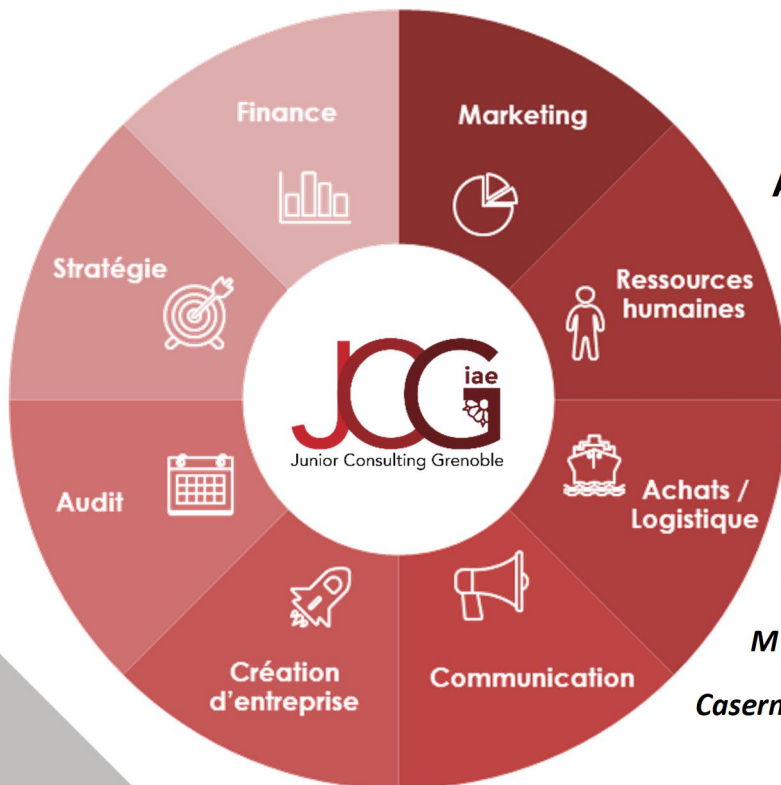 Finance
Marketing
A
Stratégie
Ressources
humaines
JCG
iae
Junior Consulting Grenoble
Audit
Achats /
Logistique
M
Création
d'entreprise
Communication